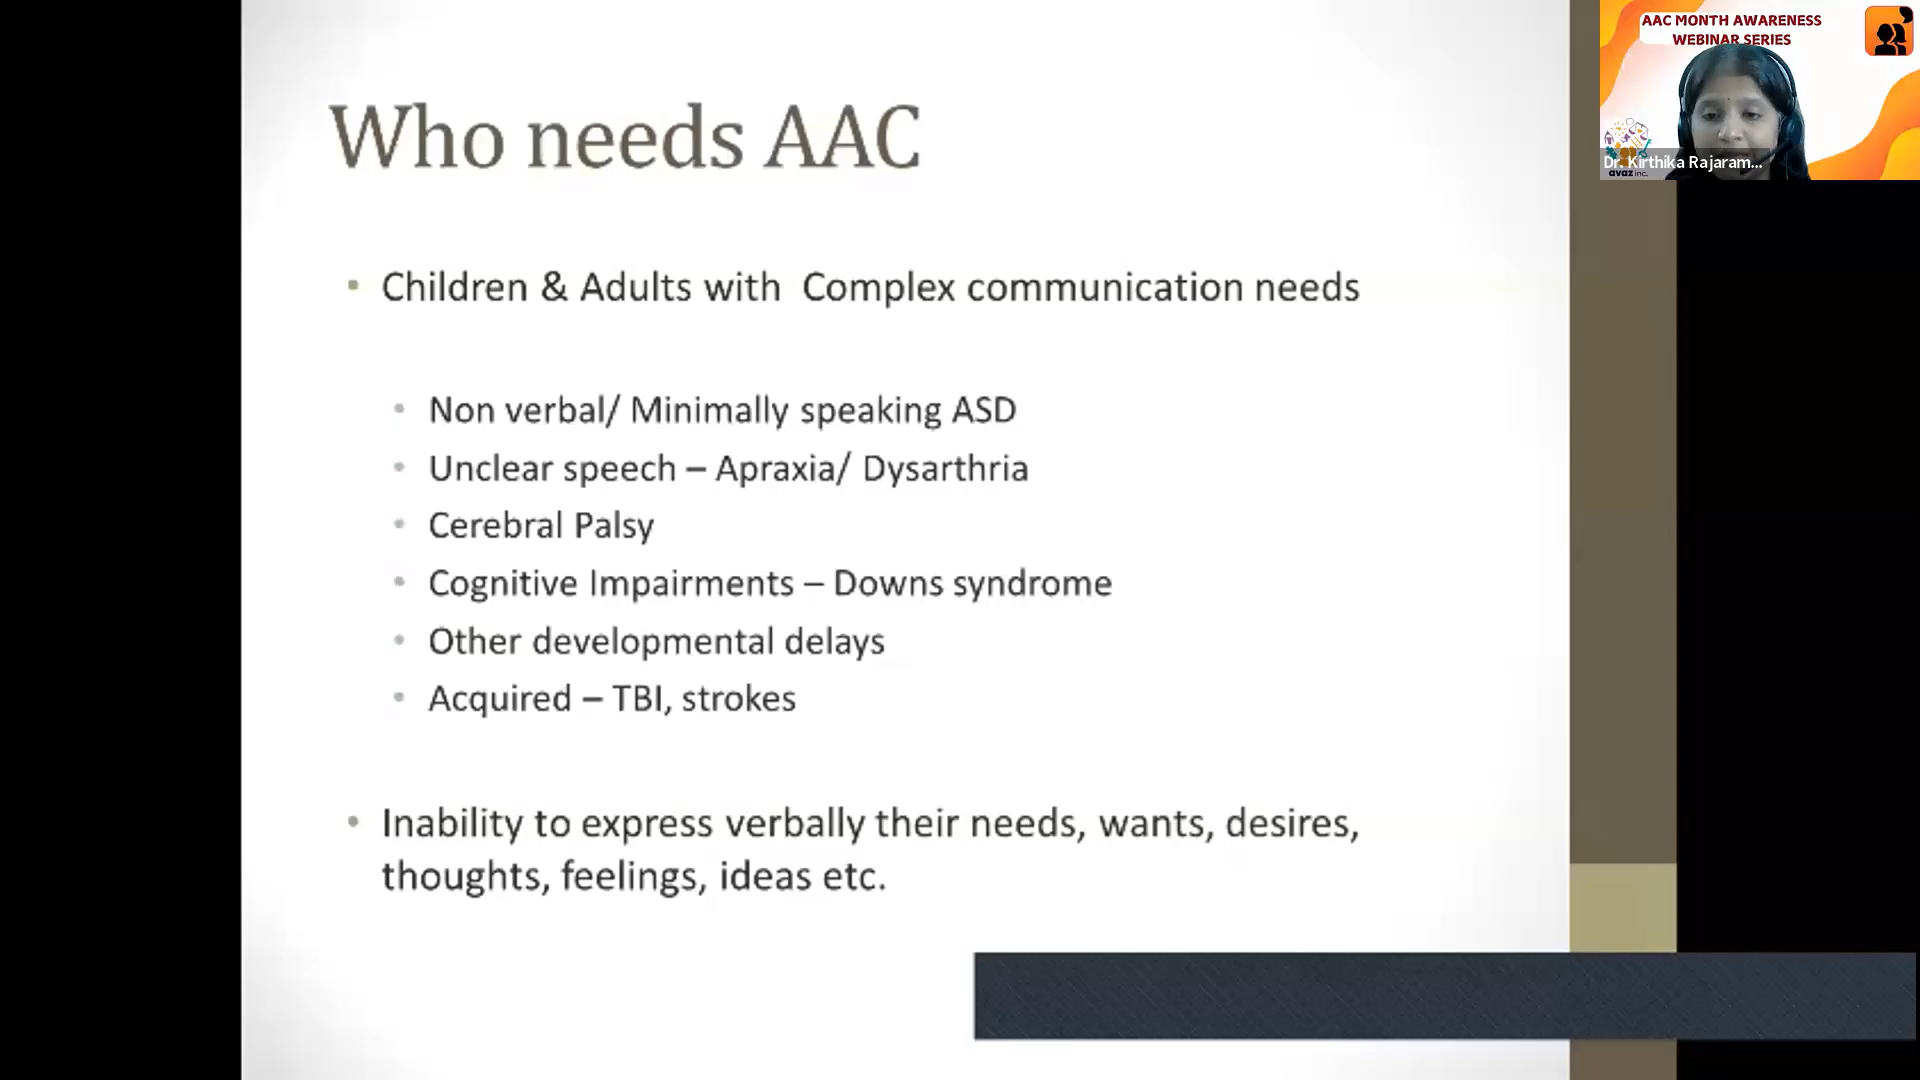 Who needs AAC
• Children & Adults with Complex communication needs
• Non verbal/ Minimally speaking ASD
• Unclear speech – Apraxia/ Dysarthria
• Cerebral Palsy
• Cognitive Impairments – Downs syndrome
• Other developmental delays
• Acquired – TBI, strokes
• Inability to express verbally their needs, wants, desires,
thoughts, feelings, ideas etc.
AAC MONTH AWARENESS
WEBINAR SERIES
Dr. Kirthika Rajaram...
avaz inc.